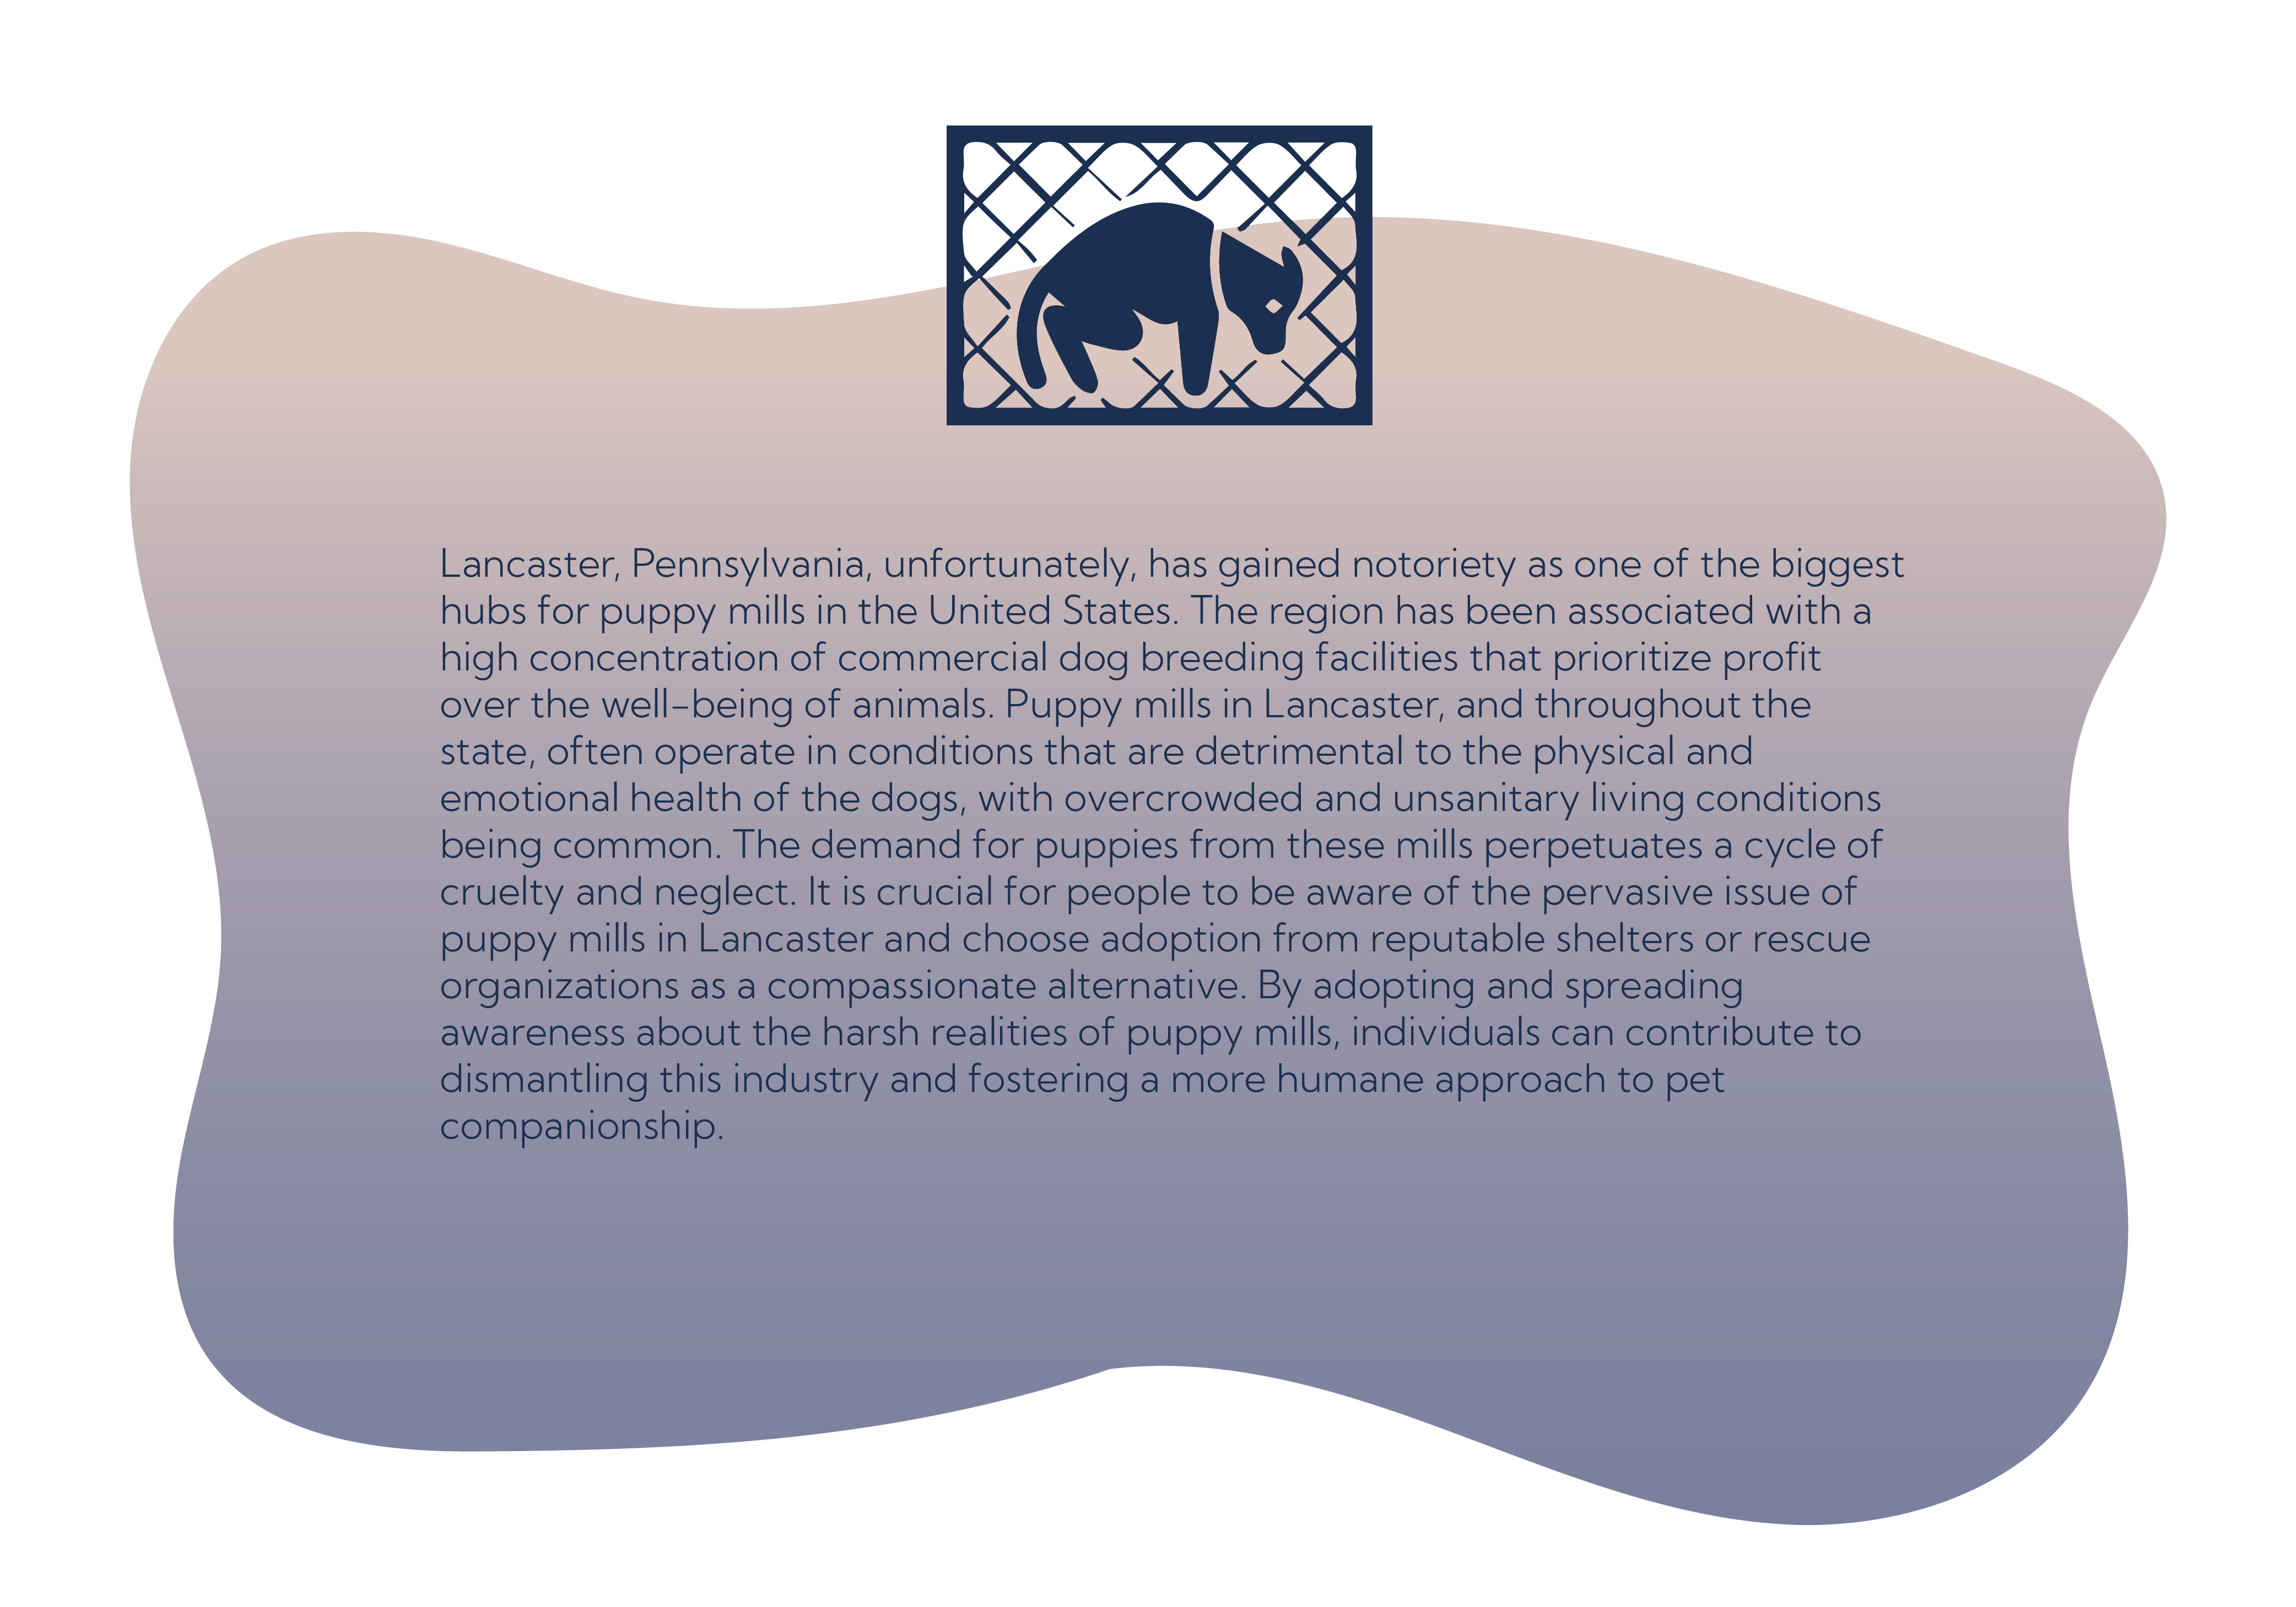 Lancaster, Pennsylvania, unfortunately, has gained notoriety as one of the biggest
hubs for puppy mills in the United States. The region has been associated with a
high concentration of commercial dog breeding facilities that prioritize profit
over the well-being of animals. Puppy mills in Lancaster, and throughout the
state, often operate in conditions that are detrimental to the physical and
emotional health of the dogs, with overcrowded and unsanitary living conditions
being common. The demand for puppies from these mills perpetuates a cycle of
cruelty and neglect. It is crucial for people to be aware of the pervasive issue of
puppy mills in Lancaster and choose adoption from reputable shelters or rescue
organizations as a compassionate alternative. By adopting and spreading
awareness about the harsh realities of puppy mills, individuals can contribute to
dismantling this industry and fostering a more humane approach to pet
companionship.